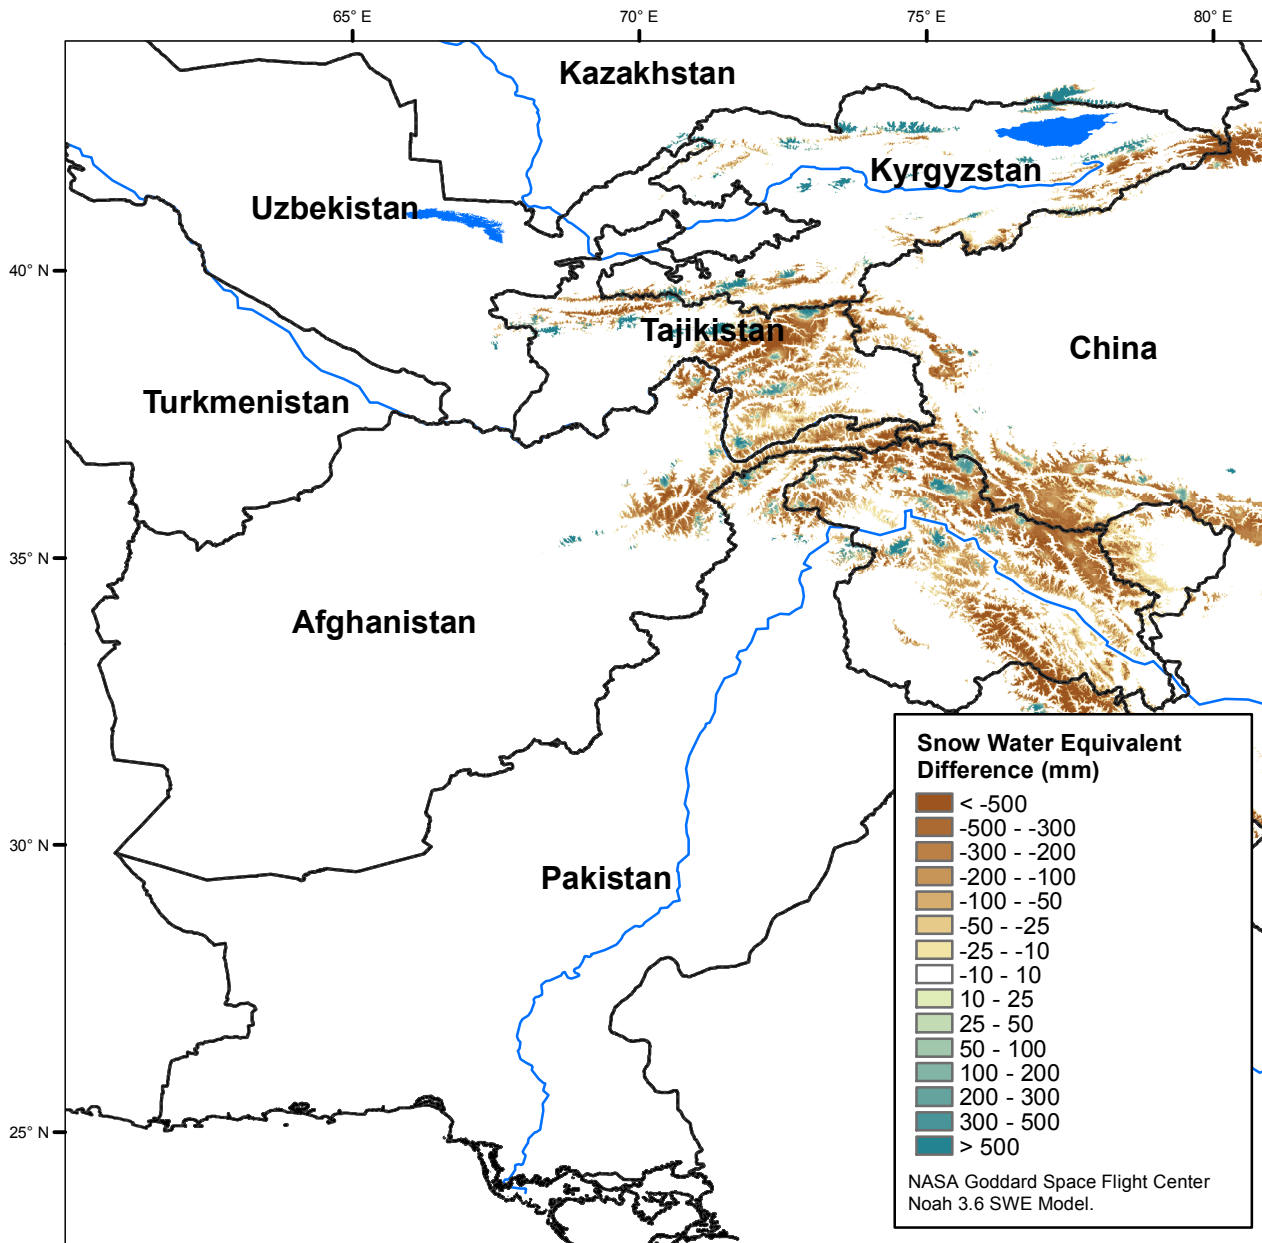 65° E
70° E
75° E
80° E
Kazakhstan
Kyrgyzstan
Uzbekistan
40° N
Tajikistan
China
Turkmenistan
35° N
Afghanistan
30° N
Pakistan
25° N
Snow Water Equivalent
Difference (mm)
< -500
-500 - -300
-300 - -200
-200 - -100
-100 - -50
-50 - -25
-25 - -10
-10 - 10
10 - 25
25 - 50
50 - 100
100 - 200
200 - 300
300 - 500
> 500
NASA Goddard Space Flight Center
Noah 3.6 SWE Model.